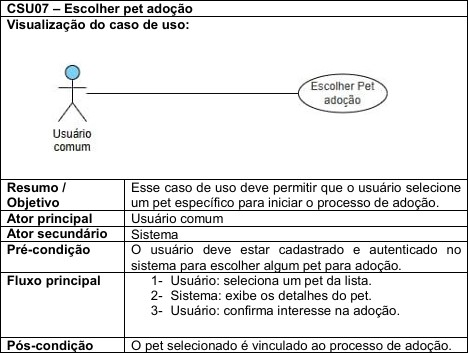 CSU07 – Escolher pet adoção
Visualização do caso de uso:
Escolher Pet
adoção
Usuário
comum
Resumo / Objetivo
Esse caso de uso deve permitir que o usuário selecione
um pet específico para iniciar o processo de adoção.
Ator principal
Usuário comum
Ator secundário
Sistema
Pré-condição
O usuário deve estar cadastrado e autenticado no
sistema para escolher algum pet para adoção.
Fluxo principal
1- Usuário: seleciona um pet da lista.
2- Sistema: exibe os detalhes do pet.
3- Usuário: confirma interesse na adoção.
Pós-condição
O pet selecionado é vinculado ao processo de adoção.